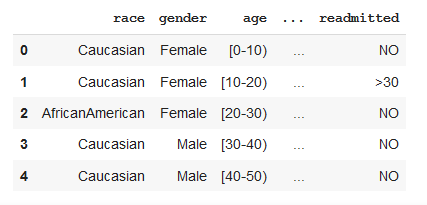 race gender age ... readmitted
0 Caucasian Female [0-10) ... NO
1 Caucasian Female [10-20) ... >30
2 AfricanAmerican Female [20-30) ... NO
3 Caucasian Male [30-40) ... NO
4 Caucasian Male [40-50) ... NO